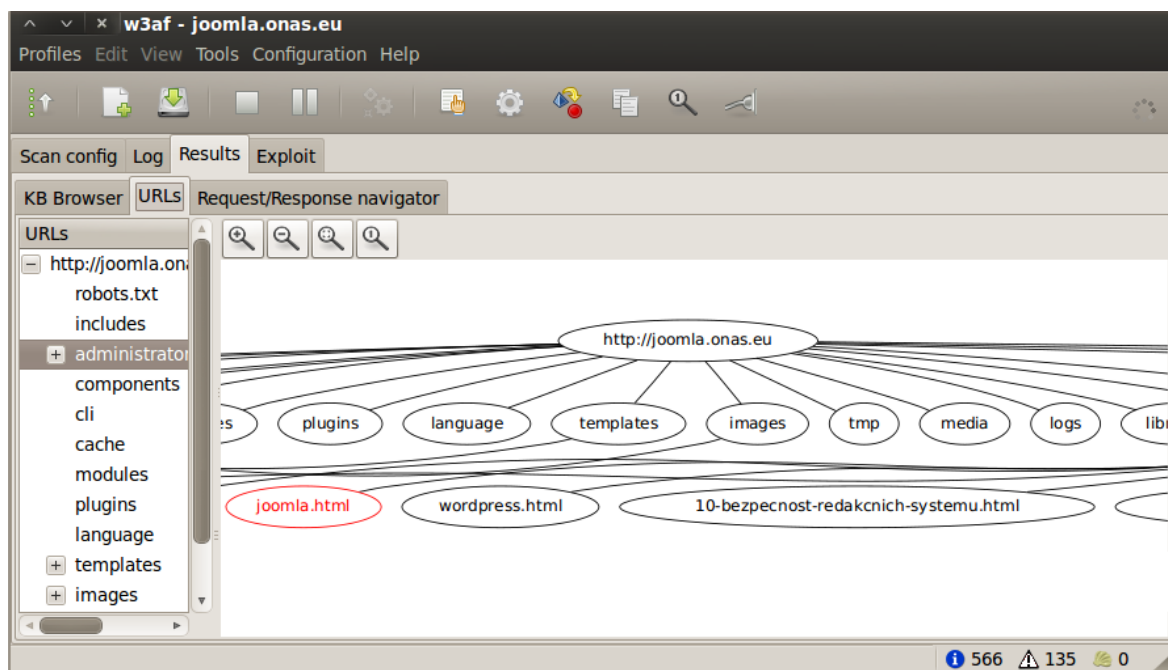 w3af - joomla.onas.eu
Profiles Edit View Tools Configuration Help
Scan config Log Results Exploit
KB Browser URLs Request/Response navigator
URLs
http://joomla.ona
robots.txt
includes
administrator
components
cli
cache
modules
plugins
language
templates
images
http://joomla.onas.eu
es plugins language templates images tmp media logs libr
joomla.html wordpress.html 10-bezpecnost-redakcnich-systemu.html
566 135 0